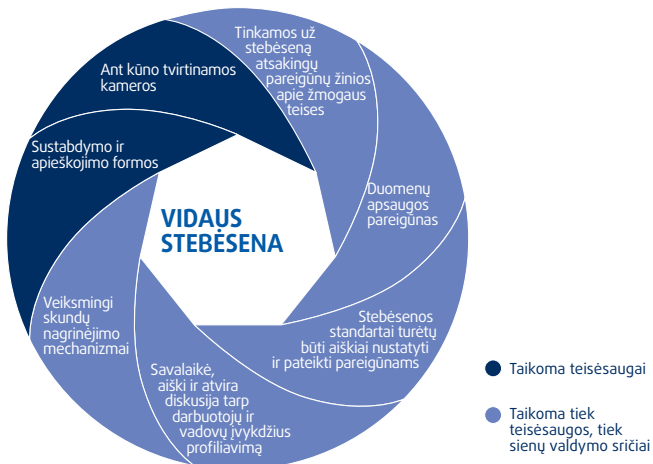 Tinkamos už
stebėseną
atsakingų
pareigūnų žinios
apie žmogaus
teises
Ant kūno tvirtinamos
kameros
Sustabdymo ir
apieškojimo formos
Duomenų
apsaugos
pareigūnas
VIDAUS
STEBĖSENA
Veiksmingi
skundų
nagrinėjimo
mechanizmai
Stebėsenos
standartai turėtų
būti aiškiai nustatyti
ir pateikti pareigūnams
Savalaikė,
aiški ir atvira
diskusija tarp
darbuotojų ir
vadovų įvykdžius
profiliavimą
Taikoma teisėsaugai
Taikoma tiek
teisėsaugos, tiek
sienų valdymo sričiai